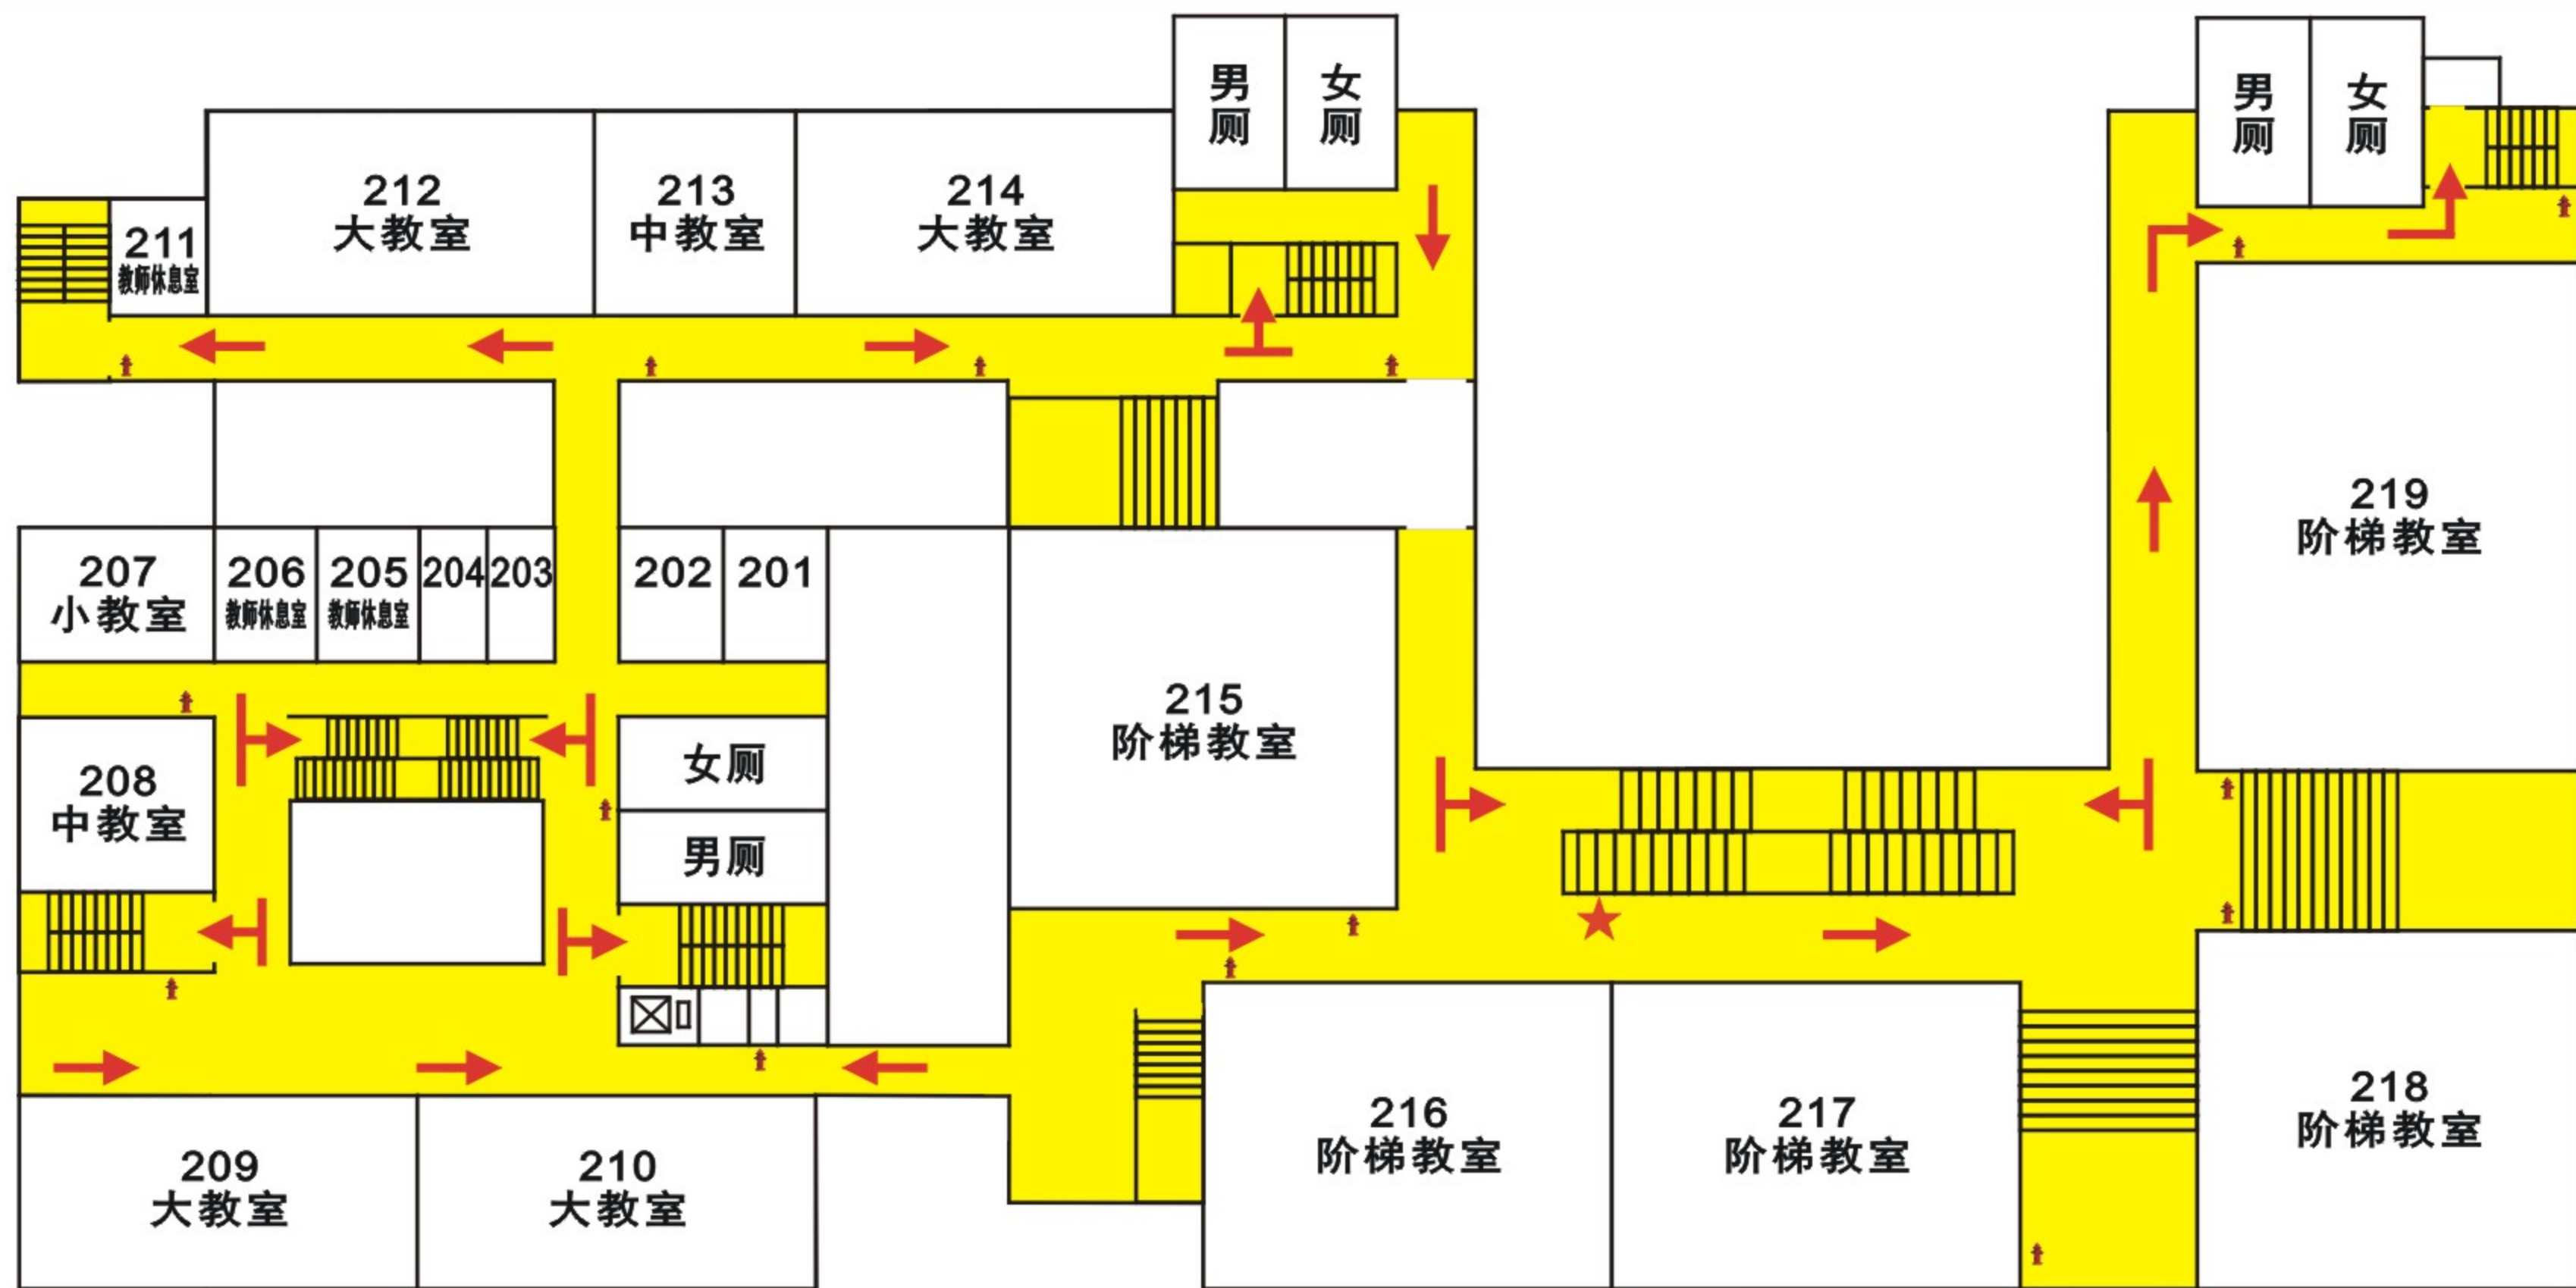 男厕
女厕
男厕
女厕
212
大教室
213
中教室
214
大教室
211
教师休息室
219
阶梯教室
207
小教室
206
教师休息室
205
教师休息室
204
203
202
201
215
阶梯教室
女厕
208
中教室
男厕
218
阶梯教室
216
阶梯教室
217
阶梯教室
209
大教室
210
大教室